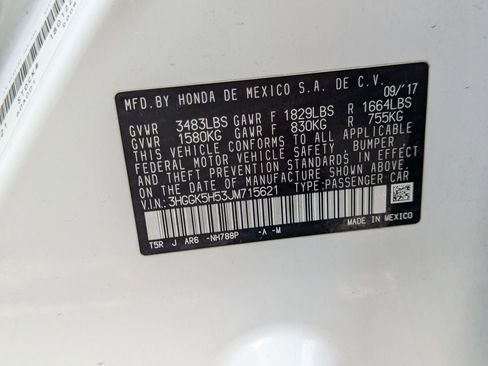 MFD.BY HONDA DE MEXICO S.A. DE C.V. 09/'17
GVWR 3483LBS GAWR F 1829LBS R 1664LBS
GVWR 1580KG GAWR F 830KG R 755KG
THIS VEHICLE CONFORMS TO ALL APPLICABLE
FEDERAL MOTOR VEHICLE SAFETY, BUMPER,
AND THEFT PREVENTION STANDARDS IN EFFECT
ON THE DATE OF MANUFACTURE SHOWN ABOVE.
V.I.N: 3HGGK5H53JM715621 TYPE:PASSENGER CAR
T5R J AR6 -NH788P -A -M MADE IN MEXICO